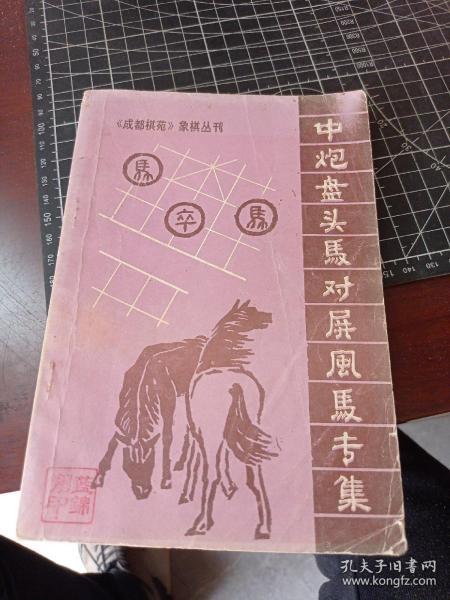 《成都棋苑》象棋丛刊
中炮盘头馬对屏風馬专集
馬
卒
馬
孔夫子旧书网
www.kongfz.com